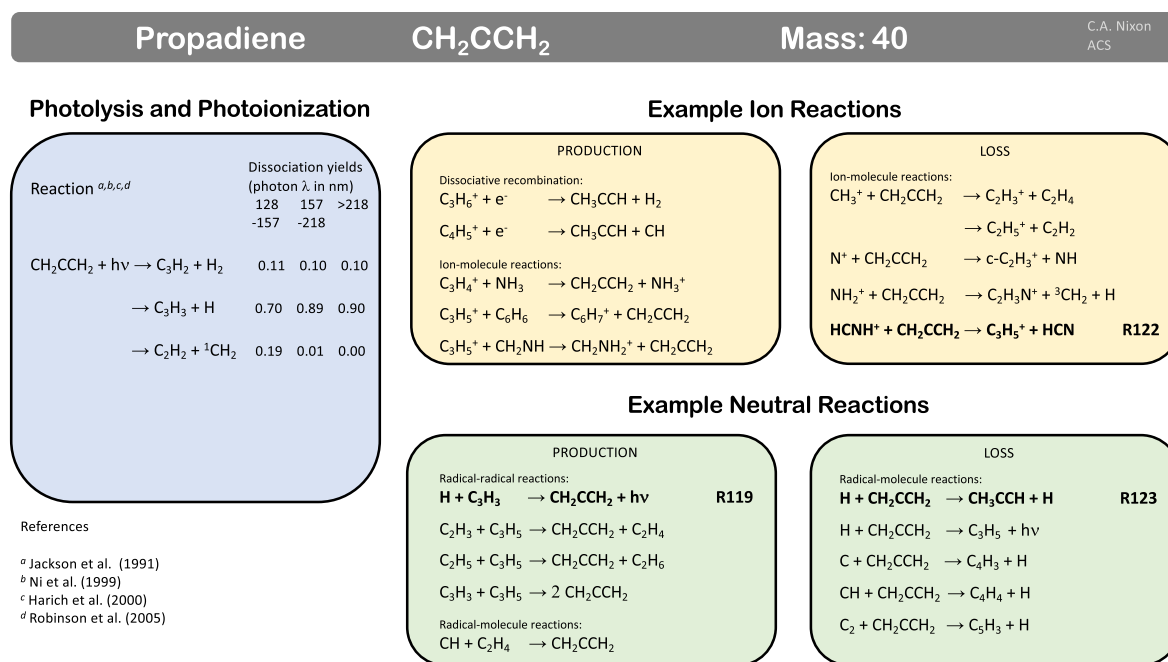 Propadiene CH₂CCH₂ Mass: 40 C.A. Nixon
ACS
Photolysis and Photoionization
Reaction ᵃ,ᵇ,ᶜ,ᵈ
Dissociation yields
(photon λ in nm)
128 157 >218
-157 -218
CH₂CCH₂ + hν → C₃H₂ + H₂ 0.11 0.10 0.10
→ C₃H₃ + H 0.70 0.89 0.90
→ C₂H₂ + ¹CH₂ 0.19 0.01 0.00
References
ᵃ Jackson et al. (1991)
ᵇ Ni et al. (1999)
ᶜ Harich et al. (2000)
ᵈ Robinson et al. (2005)
Example Ion Reactions
PRODUCTION
Dissociative recombination:
C₃H₆⁺ + e⁻ → CH₃CCH + H₂
C₄H₅⁺ + e⁻ → CH₃CCH + CH
Ion-molecule reactions:
C₃H₄⁺ + NH₃ → CH₂CCH₂ + NH₃⁺
C₃H₅⁺ + C₆H₆ → C₆H₇⁺ + CH₂CCH₂
C₃H₅⁺ + CH₂NH → CH₂NH₂⁺ + CH₂CCH₂
LOSS
Ion-molecule reactions:
CH₃⁺ + CH₂CCH₂ → C₂H₃⁺ + C₂H₄
→ C₂H₅⁺ + C₂H₂
N⁺ + CH₂CCH₂ → c-C₂H₃⁺ + NH
NH₂⁺ + CH₂CCH₂ → C₂H₃N⁺ + ³CH₂ + H
HCNH⁺ + CH₂CCH₂ → C₃H₅⁺ + HCN R122
Example Neutral Reactions
PRODUCTION
Radical-radical reactions:
H + C₃H₃ → CH₂CCH₂ + hν R119
C₂H₃ + C₃H₅ → CH₂CCH₂ + C₂H₄
C₂H₅ + C₃H₅ → CH₂CCH₂ + C₂H₆
C₃H₃ + C₃H₅ → 2 CH₂CCH₂
Radical-molecule reactions:
CH + C₂H₄ → CH₂CCH₂
LOSS
Radical-molecule reactions:
H + CH₂CCH₂ → CH₃CCH + H R123
H + CH₂CCH₂ → C₃H₅ + hν
C + CH₂CCH₂ → C₄H₃ + H
CH + CH₂CCH₂ → C₄H₄ + H
C₂ + CH₂CCH₂ → C₅H₃ + H